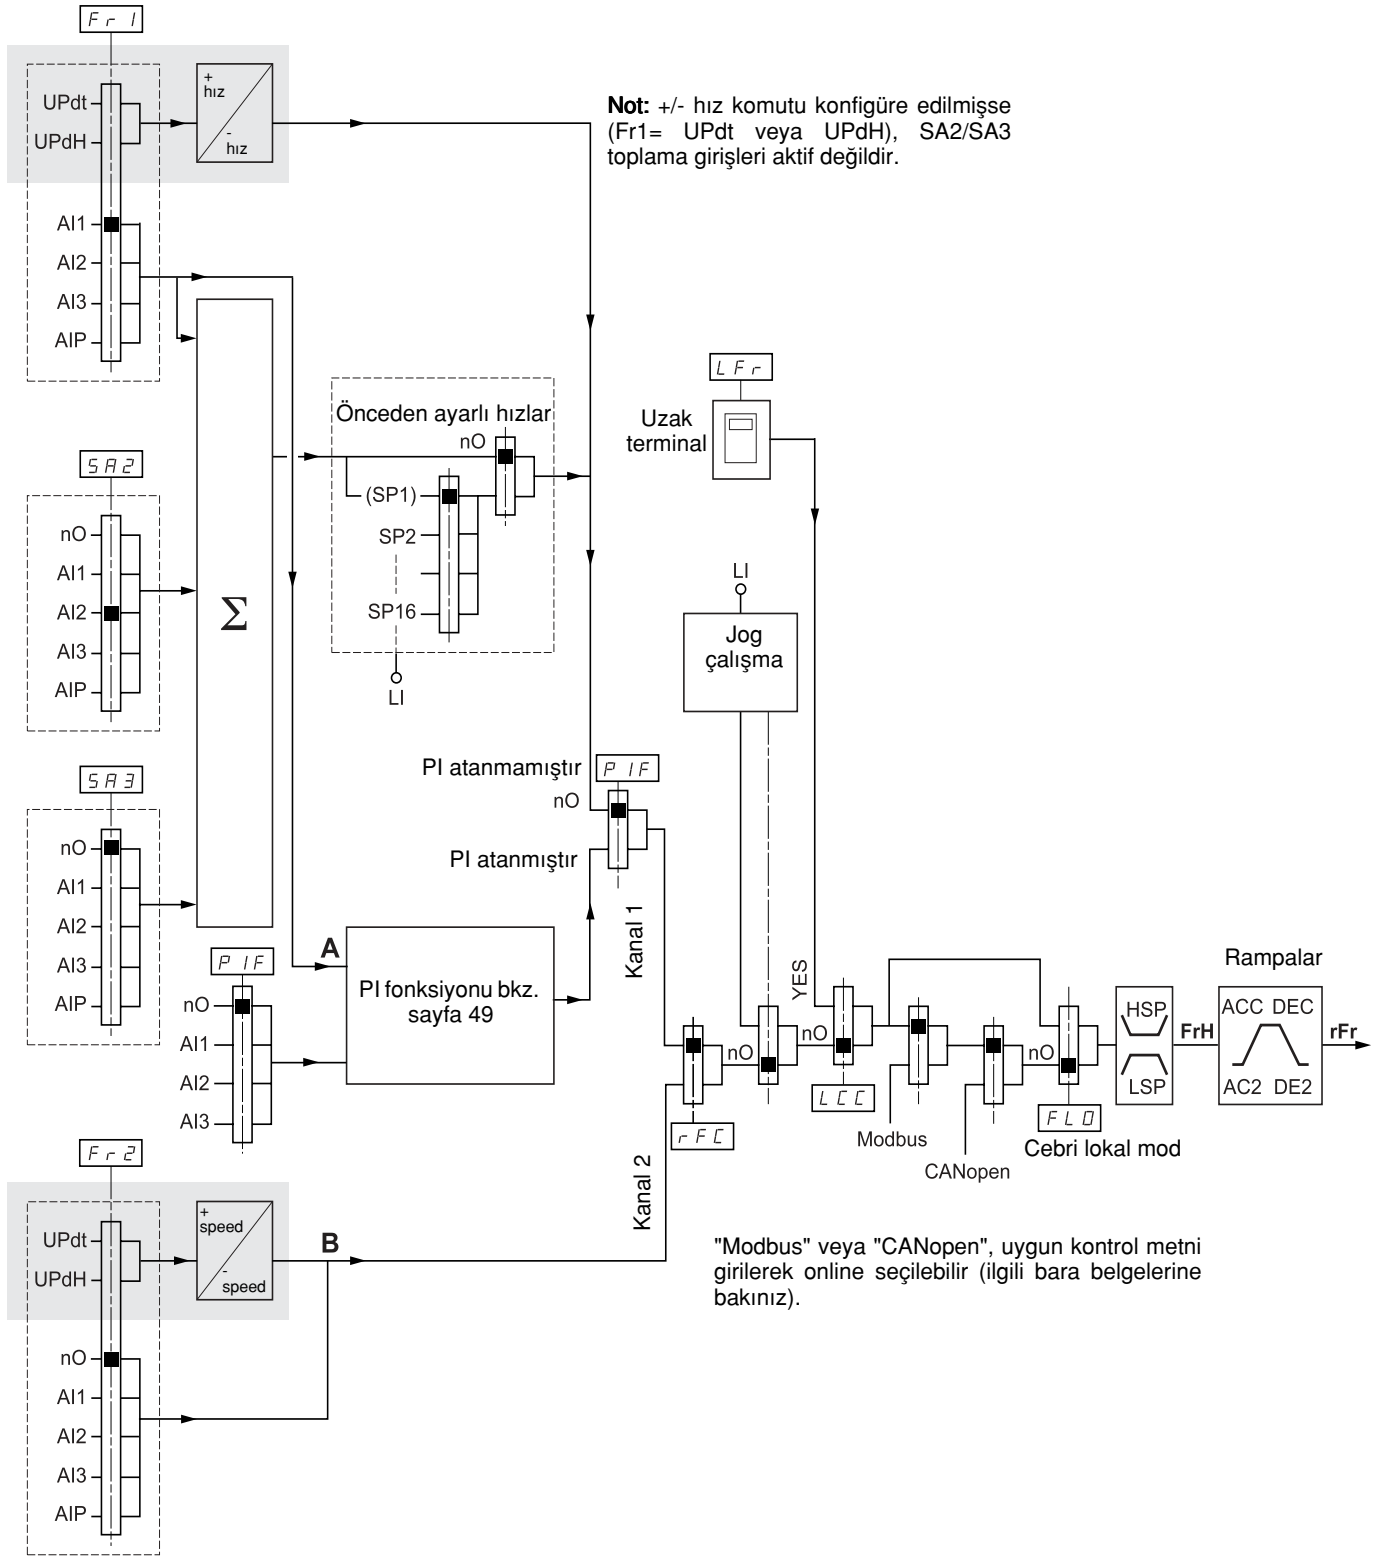 Fr1
UPdt
UPdH
+
hız
-
hız
AI1
AI2
AI3
AIP
Not: +/- hız komutu konfigüre edilmişse
(Fr1= UPdt veya UPdH), SA2/SA3
toplama girişleri aktif değildir.
SA2
nO
AI1
AI2
AI3
AIP
Σ
Önceden ayarlı hızlar
nO
(SP1)
SP2
SP16
LI
LFr
Uzak
terminal
LI
Jog
çalışma
SA3
nO
AI1
AI2
AI3
AIP
PI atanmamıştır
PIF
nO
PI atanmıştır
Kanal 1
PIF
nO
AI1
AI2
AI3
A
PI fonksiyonu bkz.
sayfa 49
nO
rFC
YES
nO
LCC
Modbus
CANopen
nO
FLO
Cebri lokal mod
HSP
LSP
FrH
Rampalar
ACC DEC
AC2 DE2
rFr
Fr2
UPdt
UPdH
+
speed
-
speed
B
Kanal 2
nO
AI1
AI2
AI3
AIP
"Modbus" veya "CANopen", uygun kontrol metni
girilerek online seçilebilir (ilgili bara belgelerine
bakınız).